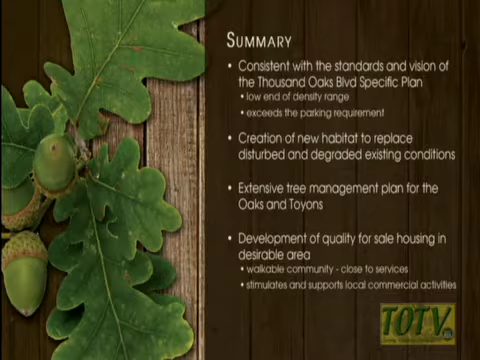 SUMMARY
• Consistent with the standards and vision of
the Thousand Oaks Blvd Specific Plan
• low end of density range
• exceeds the parking requirement
• Creation of new habitat to replace
disturbed and degraded existing conditions
• Extensive tree management plan for the
Oaks and Toyons
• Development of quality for sale housing in
desirable area
• walkable community - close to services
• stimulates and supports local commercial activities
TOTV